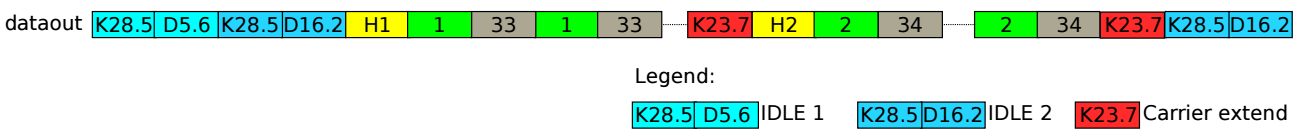 dataout K28.5 D5.6 K28.5 D16.2 H1 1 33 1 33 K23.7 H2 2 34 2 34 K23.7 K28.5 D16.2
Legend:
K28.5 D5.6 IDLE 1 K28.5 D16.2 IDLE 2 K23.7 Carrier extend